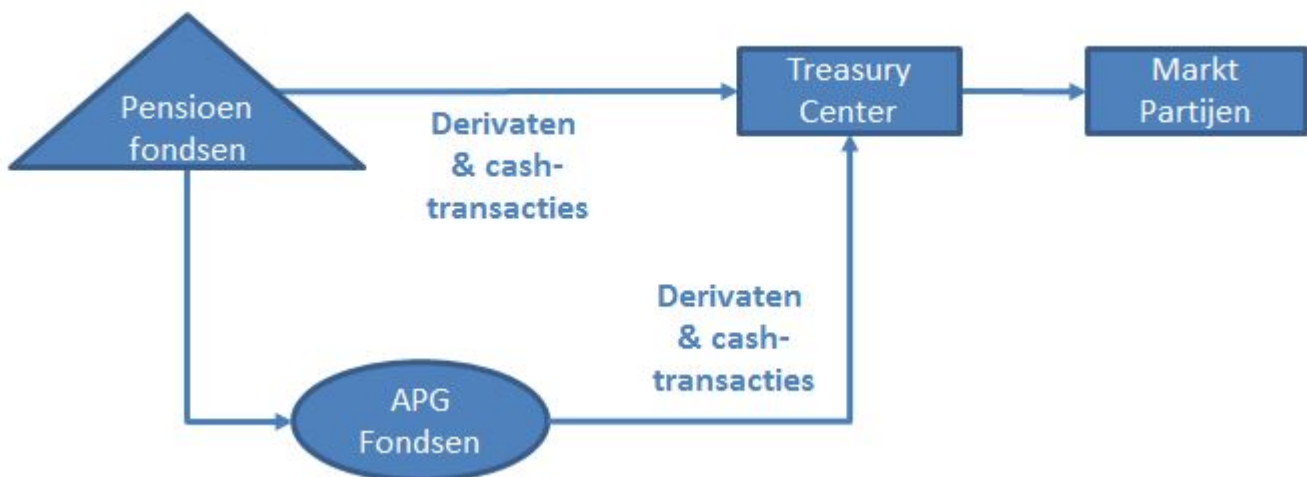 Pensioen
fondsen
Derivaten
& cash-
transacties
Treasury
Center
Markt
Partijen
Derivaten
& cash-
transacties
APG
Fondsen